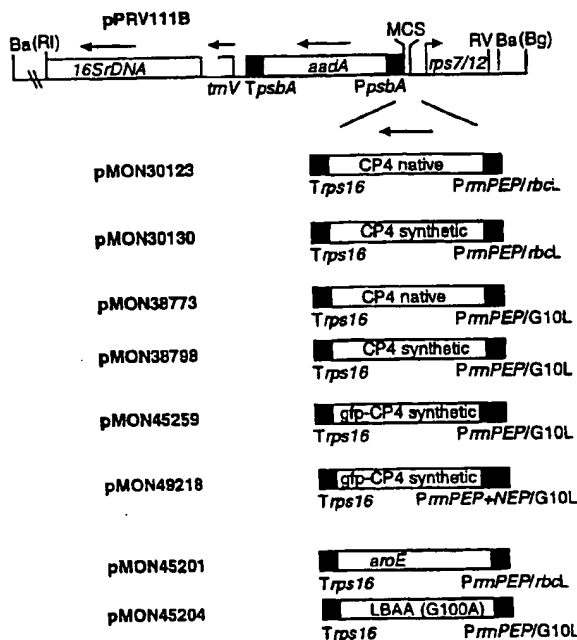 pPRV111B
MCS
Ba(RI)
RV Ba(Bg)
16SrDNA
aadA
rps7/12
trnV TpsbA
PpsbA
pMON30123
CP4 native
Trps16
PrrnPEP/rbcL
pMON30130
CP4 synthetic
Trps16
PrrnPEP/rbcL
pMON38773
CP4 native
Trps16
PrrnPEP/G10L
pMON38798
CP4 synthetic
Trps16
PrrnPEP/G10L
pMON45259
gfp-CP4 synthetic
Trps16
PrrnPEP/G10L
pMON49218
gfp-CP4 synthetic
Trps16
PrrnPEP+NEP/G10L
pMON45201
aroE
Trps16
PrrnPEP/rbcL
pMON45204
LBAA (G100A)
Trps16
PrrnPEP/G10L